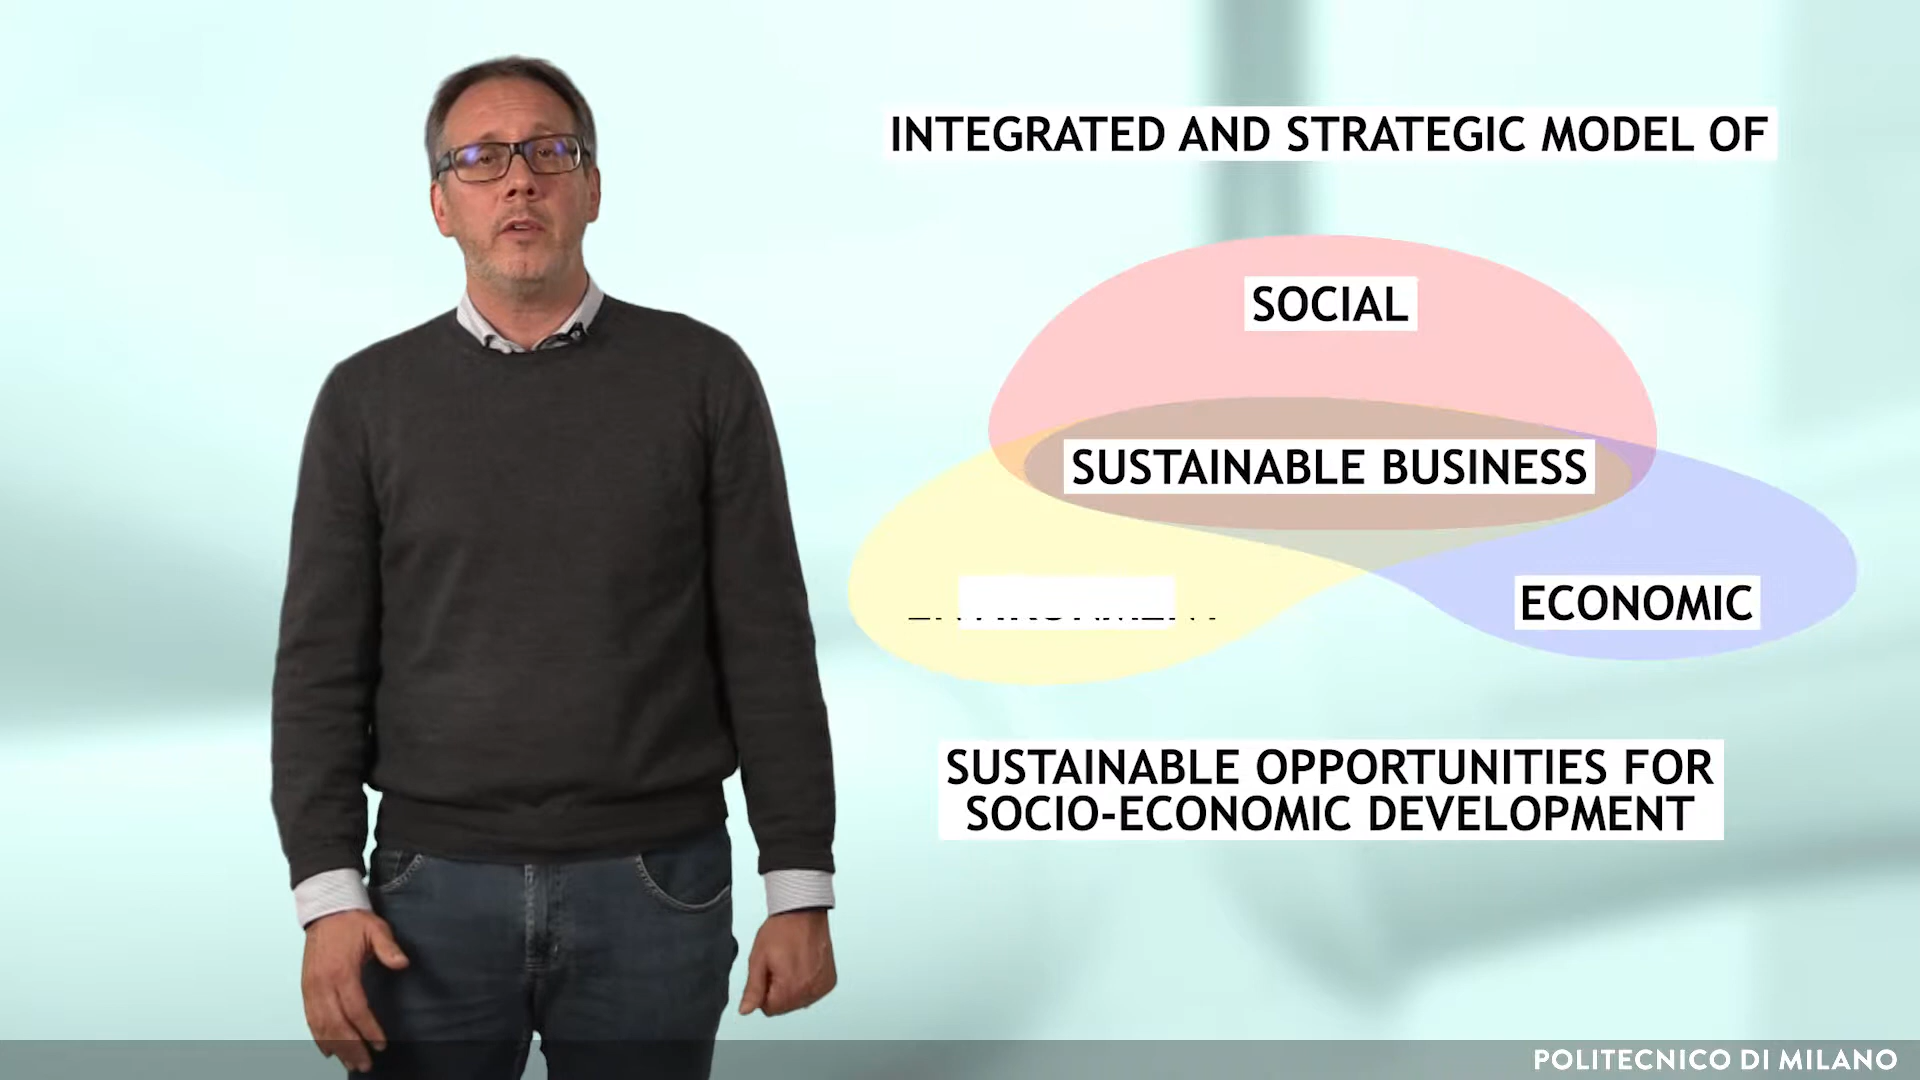 INTEGRATED AND STRATEGIC MODEL OF
SOCIAL
SUSTAINABLE BUSINESS
ECONOMIC
SUSTAINABLE OPPORTUNITIES FOR
SOCIO-ECONOMIC DEVELOPMENT
POLITECNICO DI MILANO